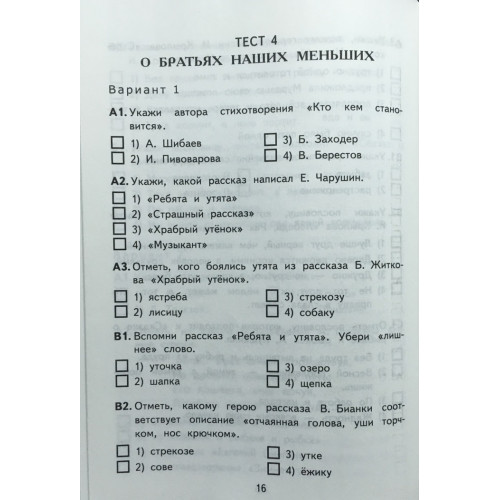 ТЕСТ 4
О БРАТЬЯХ НАШИХ МЕНЬШИХ
Вариант 1
А1. Укажи автора стихотворения «Кто кем стано-
вится».
1) А. Шибаев
3) Б. Заходер
2) И. Пивоварова
4) В. Берестов
А2. Укажи, какой рассказ написал Е. Чарушин.
1) «Ребята и утята»
2) «Страшный рассказ»
3) «Храбрый утёнок»
4) «Музыкант»
А3. Отметь, кого боялись утята из рассказа Б. Житко-
ва «Храбрый утёнок».
1) ястреба
3) стрекозу
2) лисицу
4) собаку
В1. Вспомни рассказ «Ребята и утята». Убери «лиш-
нее» слово.
1) уточка
3) озеро
2) шапка
4) щепка
В2. Отметь, какому герою рассказа В. Бианки соот-
ветствует описание «отчаянная голова, уши торч-
ком, нос крючком».
1) стрекозе
3) утке
2) сове
4) ёжику
16